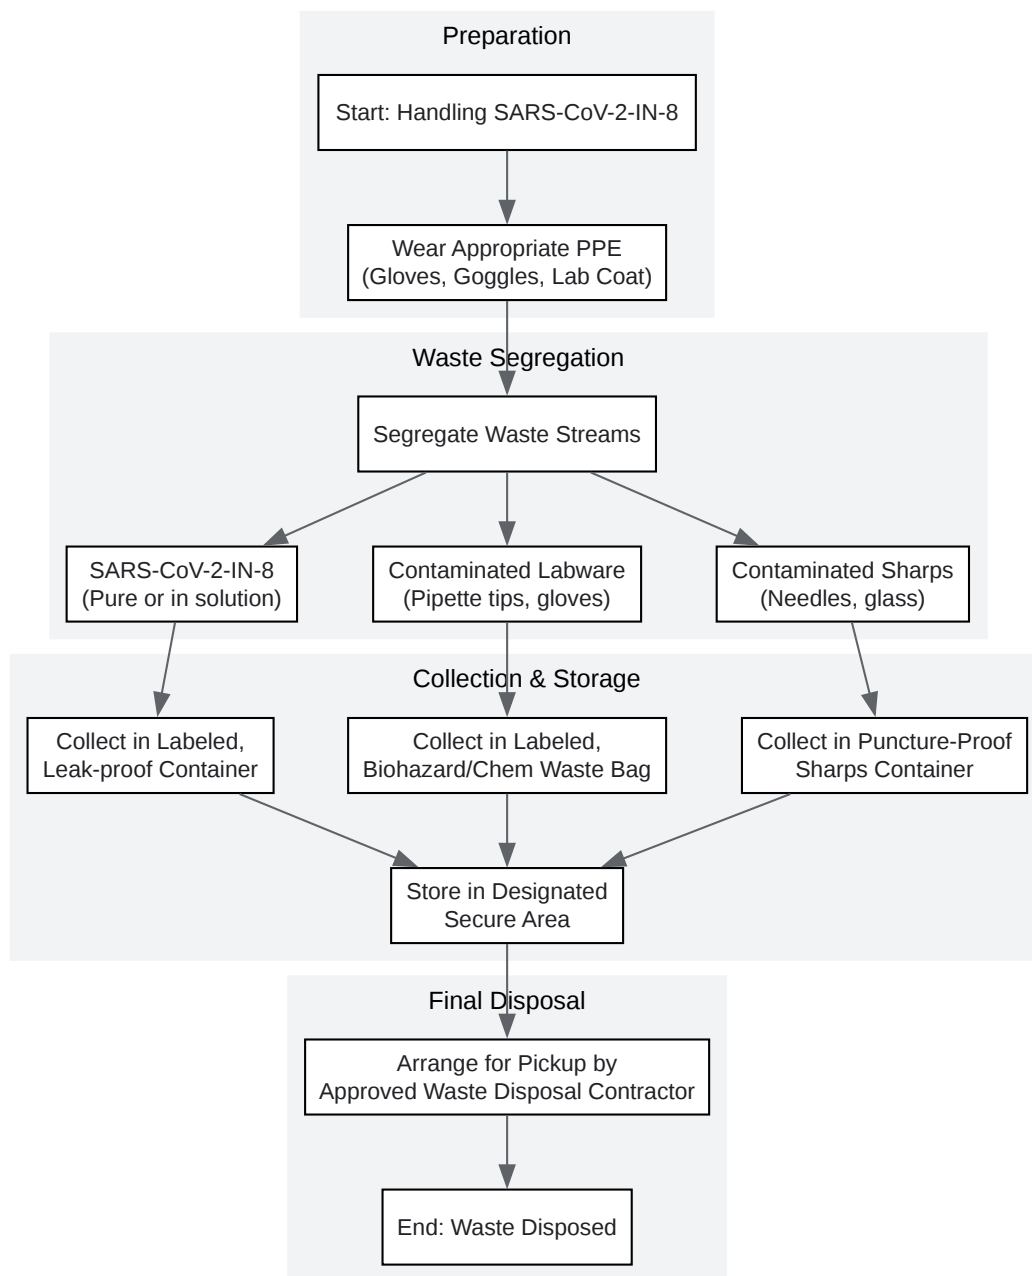 Preparation
Start: Handling SARS-CoV-2-IN-8
Wear Appropriate PPE
(Gloves, Goggles, Lab Coat)
Waste Segregation
Segregate Waste Streams
SARS-CoV-2-IN-8
(Pure or in solution)
Contaminated Labware
(Pipette tips, gloves)
Contaminated Sharps
(Needles, glass)
Collection & Storage
Collect in Labeled,
Leak-proof Container
Collect in Labeled,
Biohazard/Chem Waste Bag
Collect in Puncture-Proof
Sharps Container
Store in Designated
Secure Area
Final Disposal
Arrange for Pickup by
Approved Waste Disposal Contractor
End: Waste Disposed